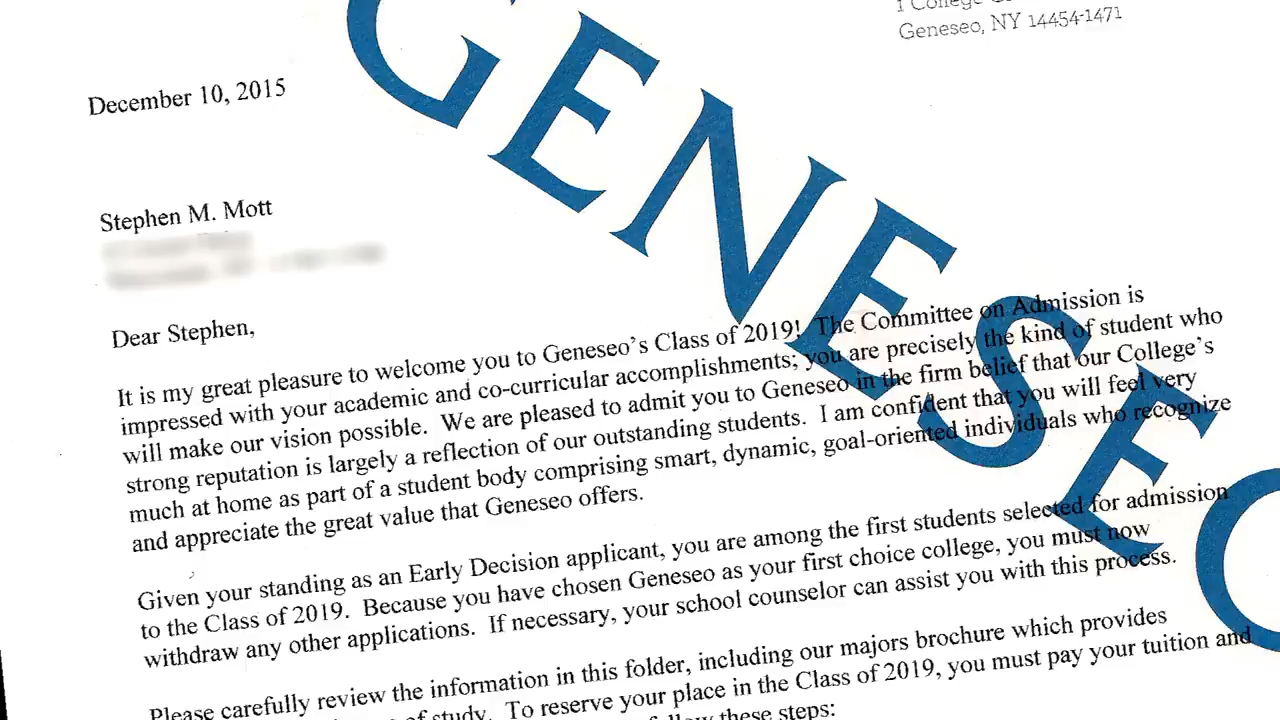 1 College
Geneseo, NY 14454-1471
GENESEO
December 10, 2015
Stephen M. Mott
Dear Stephen,
It is my great pleasure to welcome you to Geneseo's Class of 2019! The Committee on Admission is
impressed with your academic and co-curricular accomplishments; you are precisely the kind of student who
will make our vision possible. We are pleased to admit you to Geneseo in the firm belief that our College's
strong reputation is largely a reflection of our outstanding students. I am confident that you will feel very
much at home as part of a student body comprising smart, dynamic, goal-oriented individuals who recognize
and appreciate the great value that Geneseo offers.
Given your standing as an Early Decision applicant, you are among the first students selected for admission
to the Class of 2019. Because you have chosen Geneseo as your first choice college, you must now
withdraw any other applications. If necessary, your school counselor can assist you with this process.
Please carefully review the information in this folder, including our majors brochure which provides
of study. To reserve your place in the Class of 2019, you must pay your tuition and
these steps: